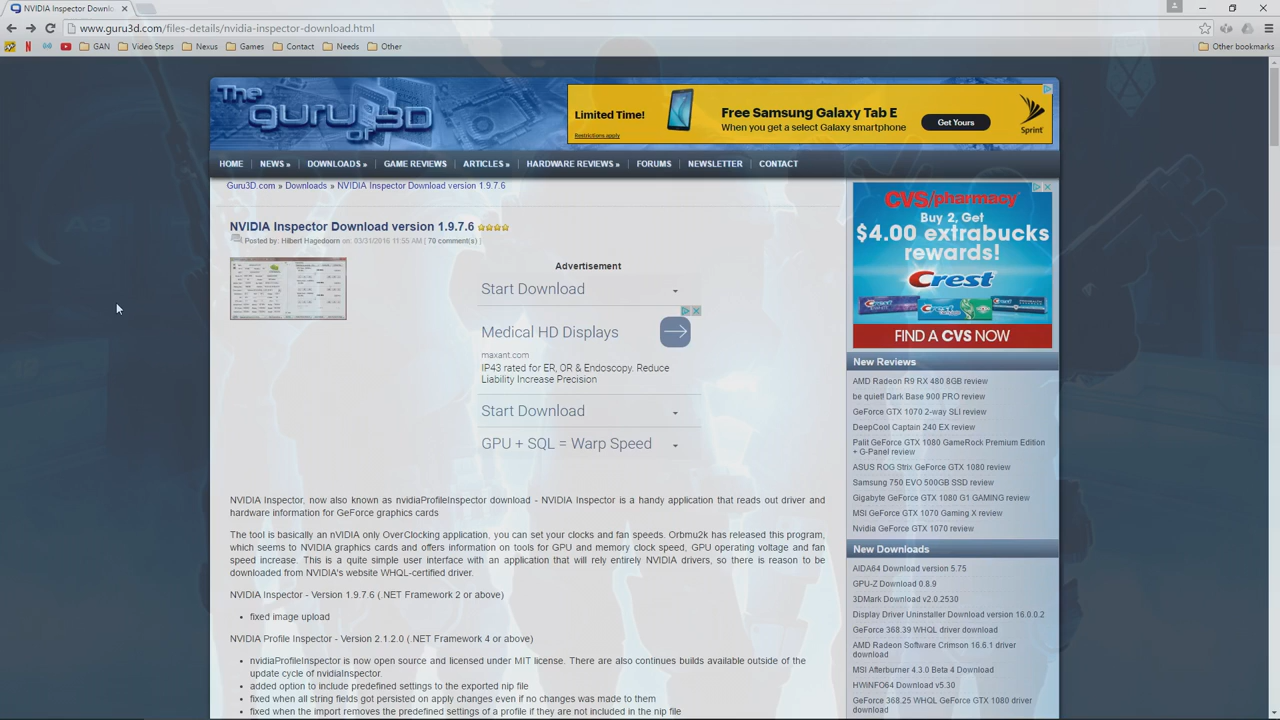 NVIDIA Inspector Downlo
www.guru3d.com/files-details/nvidia-inspector-download.html
GAN
Video Steps
Nexus
Games
Contact
Needs
Other
Other bookmarks
The
guru of 3D
Limited Time!
Restrictions apply
Free Samsung Galaxy Tab E
When you get a select Galaxy smartphone
Get Yours
Sprint
HOME
NEWS »
DOWNLOADS »
GAME REVIEWS
ARTICLES »
HARDWARE REVIEWS »
FORUMS
NEWSLETTER
CONTACT
Guru3D.com » Downloads » NVIDIA Inspector Download version 1.9.7.6
NVIDIA Inspector Download version 1.9.7.6
Posted by: Hilbert Hagedoorn on: 03/31/2016 11:55 AM [ 70 comment(s) ]
Advertisement
Start Download
Medical HD Displays
maxant.com
IP43 rated for ER, OR & Endoscopy. Reduce
Liability Increase Precision
Start Download
GPU + SQL = Warp Speed
NVIDIA Inspector, now also known as nvidiaProfileInspector download - NVIDIA Inspector is a handy application that reads out driver and
hardware information for GeForce graphics cards
The tool is basically an nVIDIA only OverClocking application, you can set your clocks and fan speeds. Orbmu2k has released this program,
which seems to NVIDIA graphics cards and offers information on tools for GPU and memory clock speed, GPU operating voltage and fan
speed increase. This is a quite simple user interface with an application that will rely entirely NVIDIA drivers, so there is reason to be
downloaded from NVIDIA's website WHQL-certified driver.
NVIDIA Inspector - Version 1.9.7.6 (.NET Framework 2 or above)
• fixed image upload
NVIDIA Profile Inspector - Version 2.1.2.0 (.NET Framework 4 or above)
• nvidiaProfileInspector is now open source and licensed under MIT license. There are also continues builds available outside of the
update cycle of nvidiaInspector.
• added option to include predefined settings to the exported nip file
• fixed when all string fields got persisted on apply changes even if no changes was made to them
• fixed when the import removes the predefined settings of a profile if they are not included in the nip file
CVS/pharmacy
Buy 2, Get
$4.00 extrabucks
rewards!
Crest
FIND A CVS NOW
New Reviews
AMD Radeon R9 RX 480 8GB review
be quiet! Dark Base 900 PRO review
GeForce GTX 1070 2-way SLI review
DeepCool Captain 240 EX review
Palit GeForce GTX 1080 GameRock Premium Edition
+ G-Panel review
ASUS ROG Strix GeForce GTX 1080 review
Samsung 750 EVO 500GB SSD review
Gigabyte GeForce GTX 1080 G1 GAMING review
MSI GeForce GTX 1070 Gaming X review
Nvidia GeForce GTX 1070 review
New Downloads
AIDA64 Download version 5.75
GPU-Z Download 0.8.9
3DMark Download v2.0.2530
Display Driver Uninstaller Download version 16.0.0.2
GeForce 368.39 WHQL driver download
AMD Radeon Software Crimson 16.6.1 driver
download
MSI Afterburner 4.3.0 Beta 4 Download
HWiNFO64 Download v5.30
GeForce 368.25 WHQL GeForce GTX 1080 driver
download